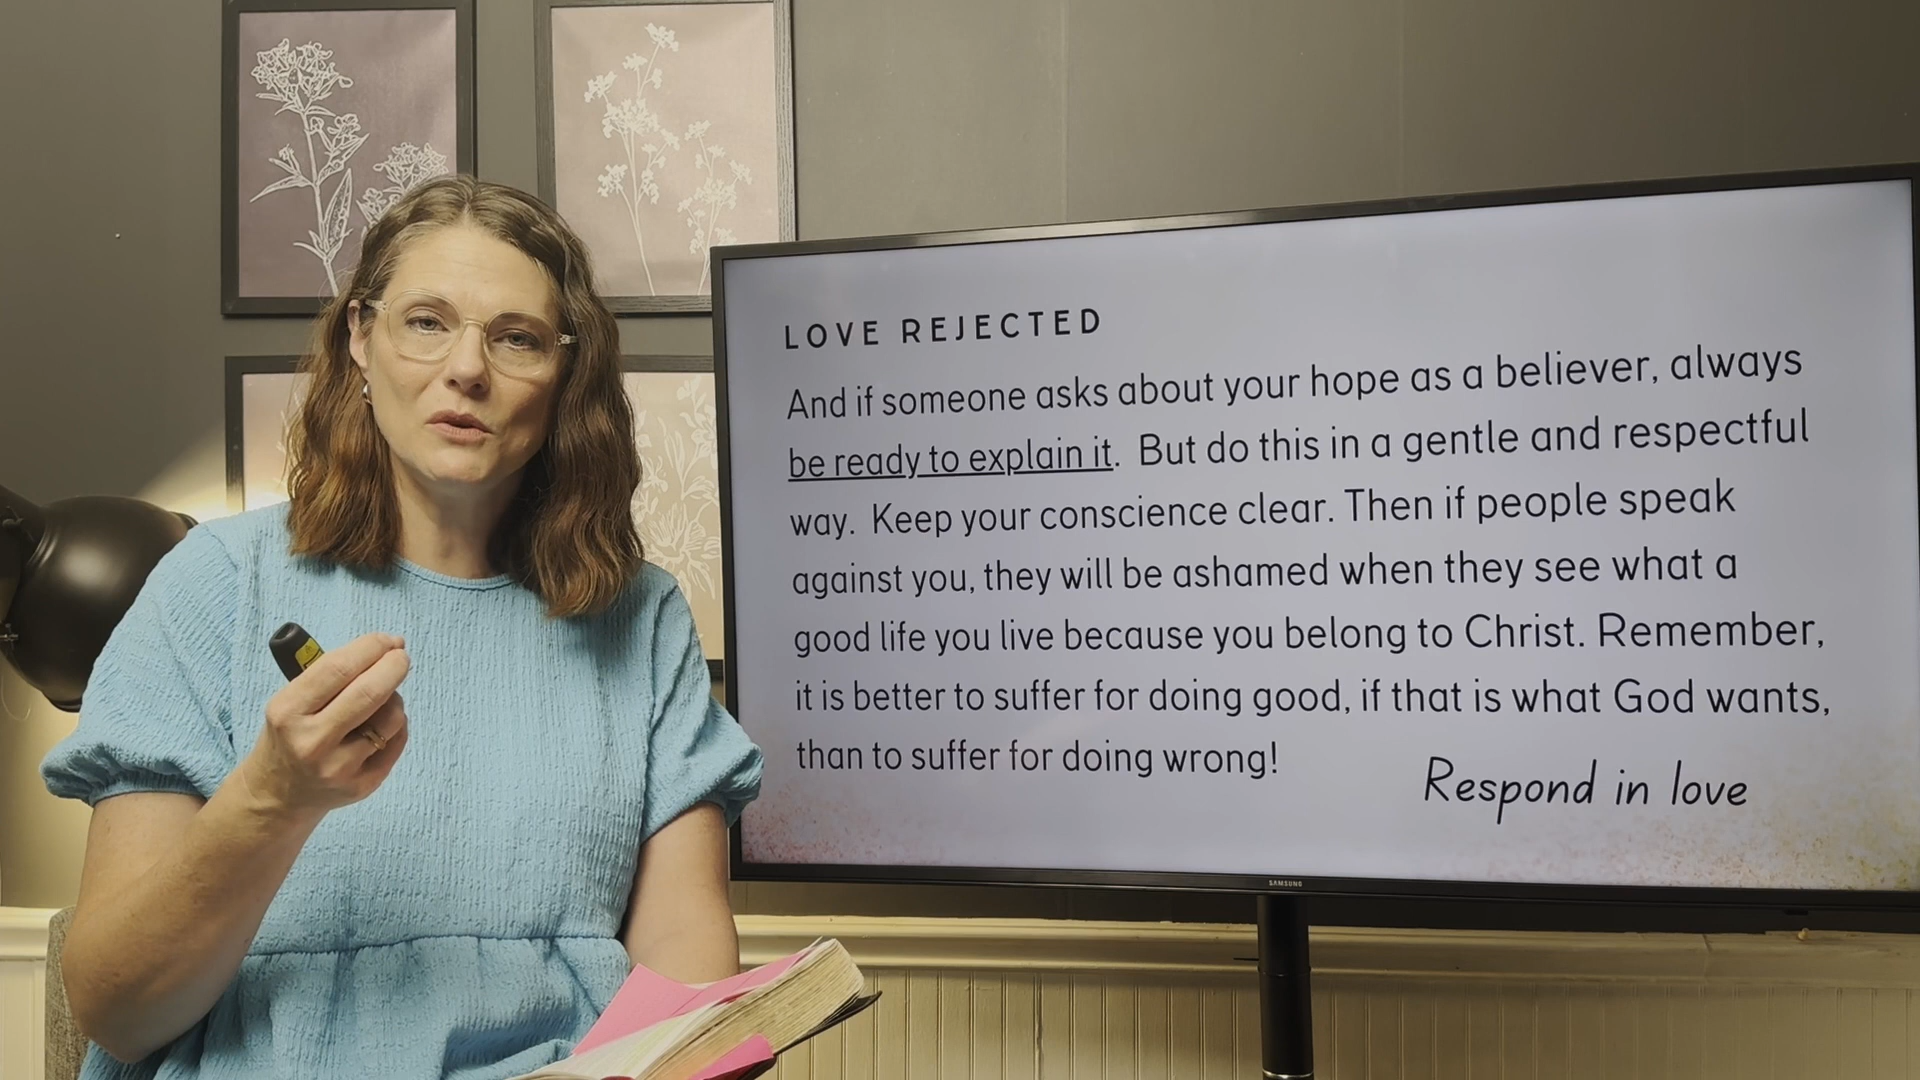 LOVE REJECTED
And if someone asks about your hope as a believer, always
be ready to explain it. But do this in a gentle and respectful
way. Keep your conscience clear. Then if people speak
against you, they will be ashamed when they see what a
good life you live because you belong to Christ. Remember,
it is better to suffer for doing good, if that is what God wants,
than to suffer for doing wrong!
Respond in love
SAMSUNG